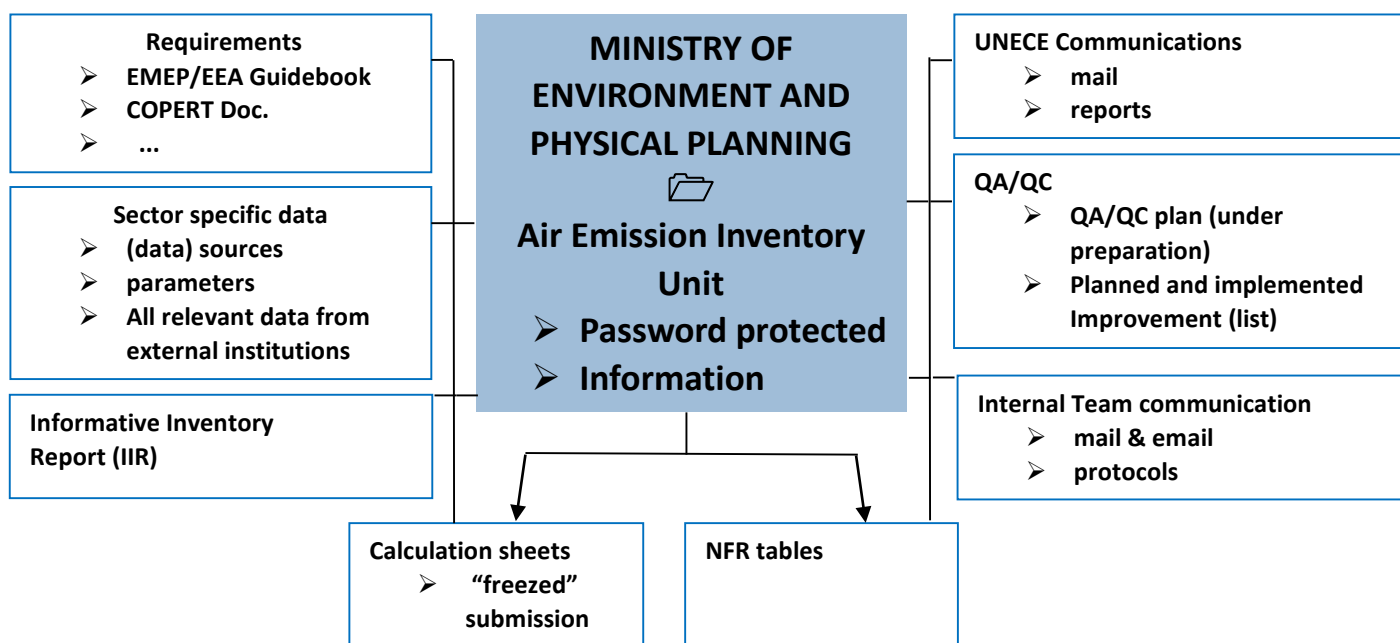 Requirements
➢ EMEP/EEA Guidebook
➢ COPERT Doc.
➢ ...
Sector specific data
➢ (data) sources
➢ parameters
➢ All relevant data from
external institutions
Informative Inventory
Report (IIR)
MINISTRY OF
ENVIRONMENT AND
PHYSICAL PLANNING
Air Emission Inventory
Unit
➢ Password protected
➢ Information
UNECE Communications
➢ mail
➢ reports
QA/QC
➢ QA/QC plan (under
preparation)
➢ Planned and implemented
Improvement (list)
Internal Team communication
➢ mail & email
➢ protocols
Calculation sheets
➢ “freezed”
submission
NFR tables